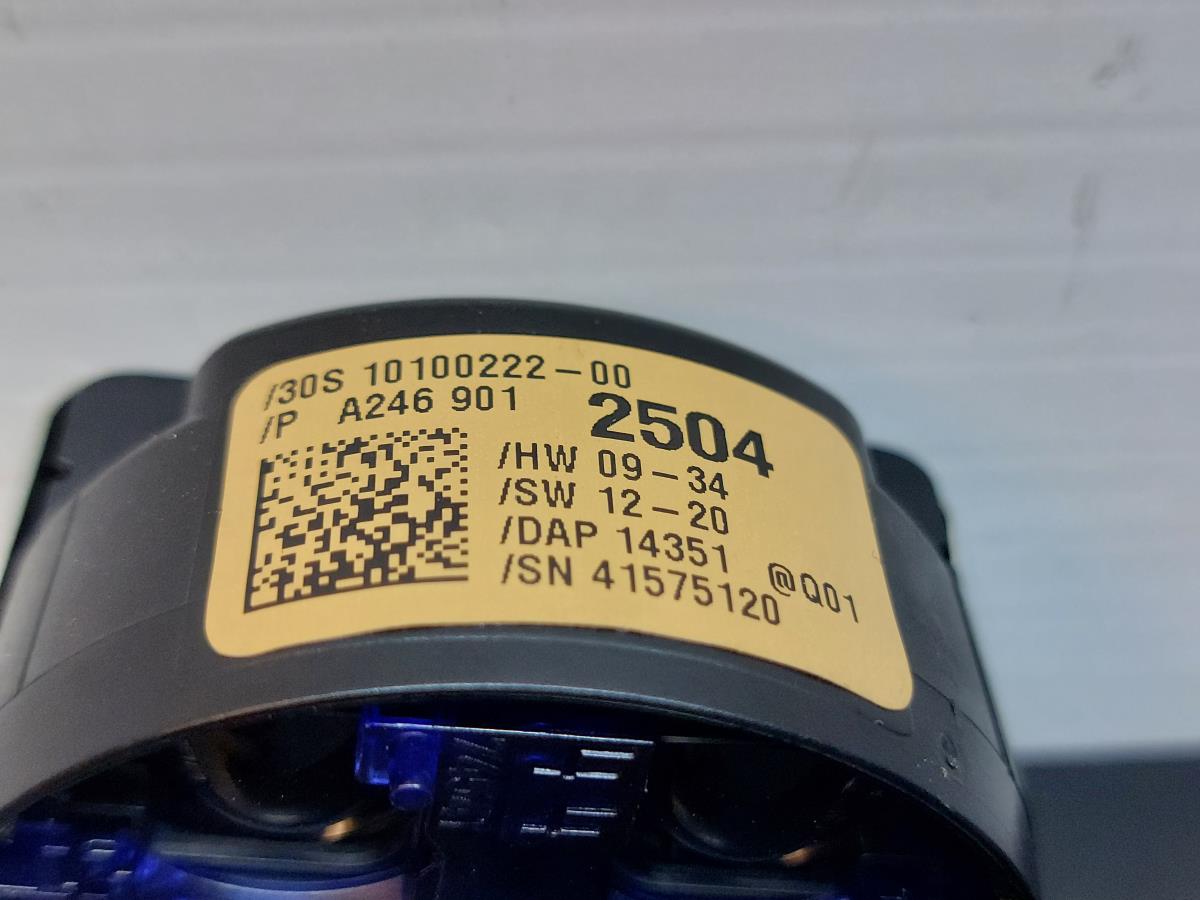 /30S 10100222-00
/P A246 901 2504
/HW 09-34
/SW 12-20
/DAP 14351
/SN 41575120 @Q01